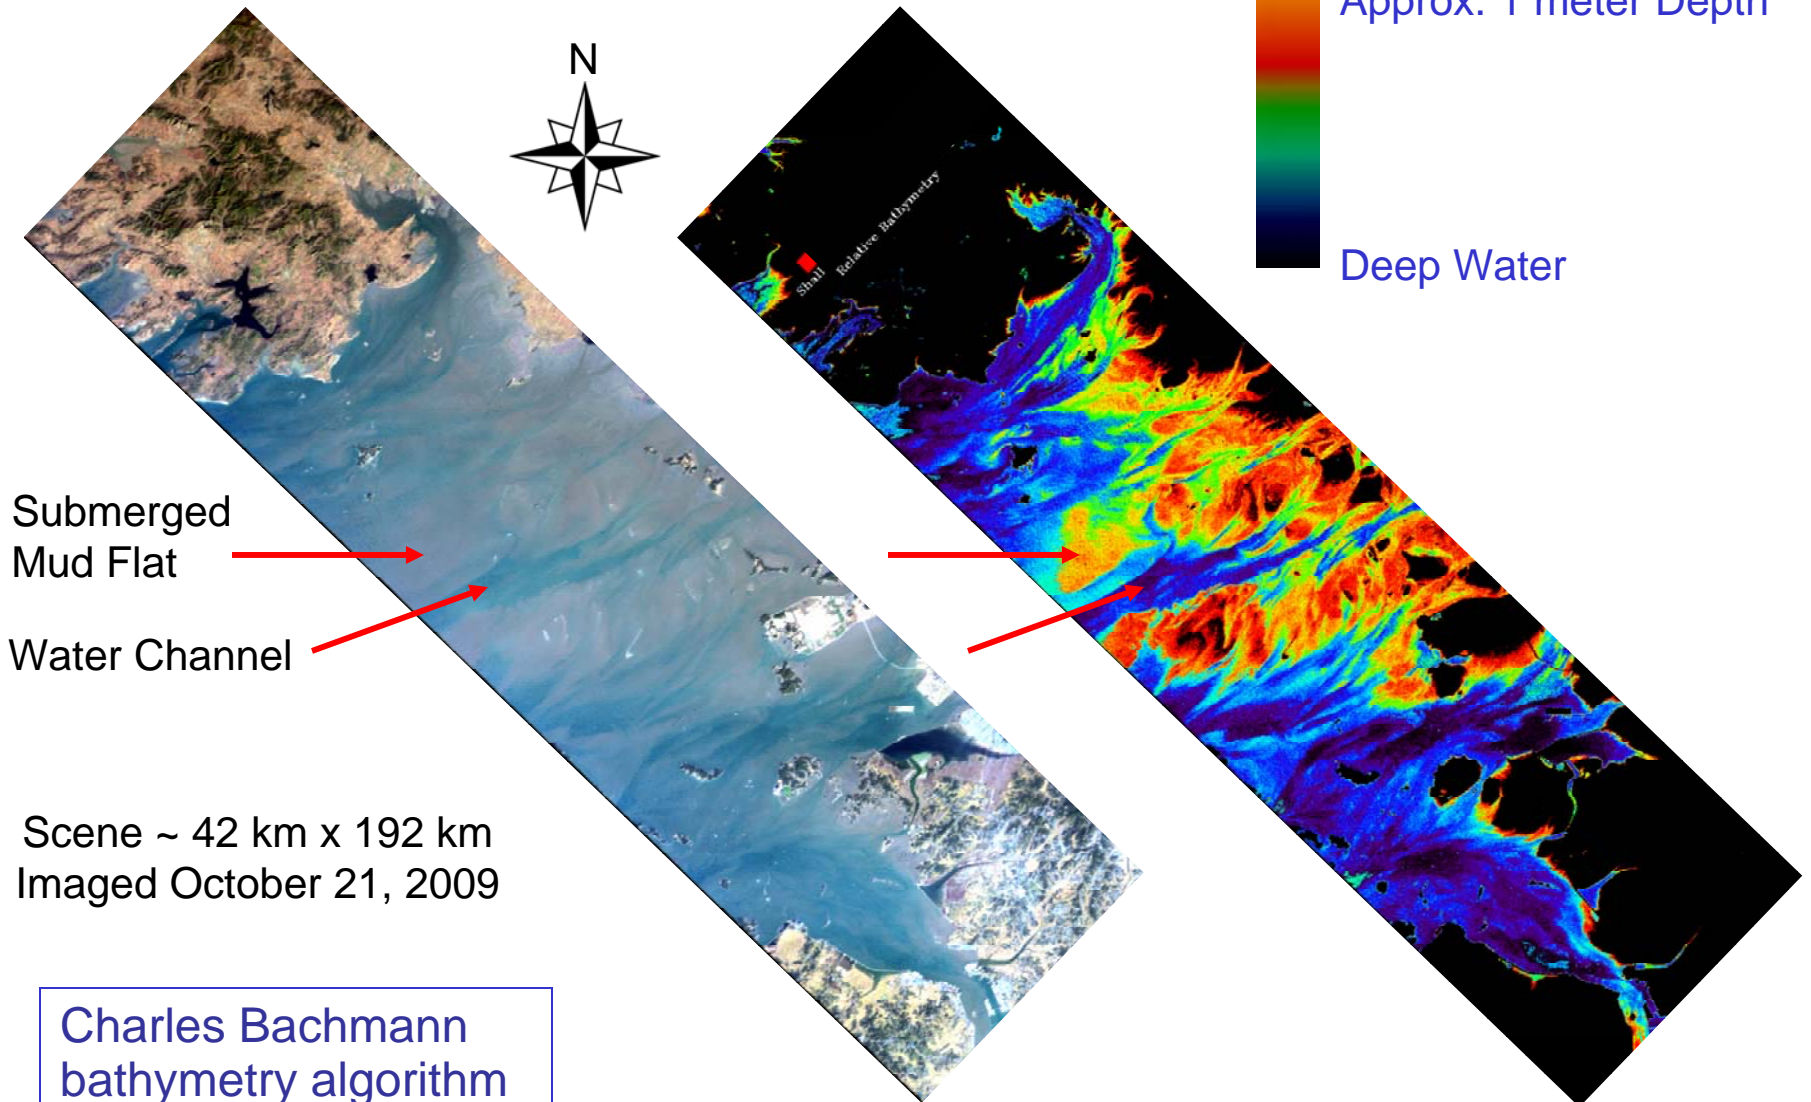 Approx. 1 meter Depth
N
Relative Bathymetry
Shall
Deep Water
Submerged
Mud Flat
Water Channel
Scene ~ 42 km x 192 km
Imaged October 21, 2009
Charles Bachmann
bathymetry algorithm